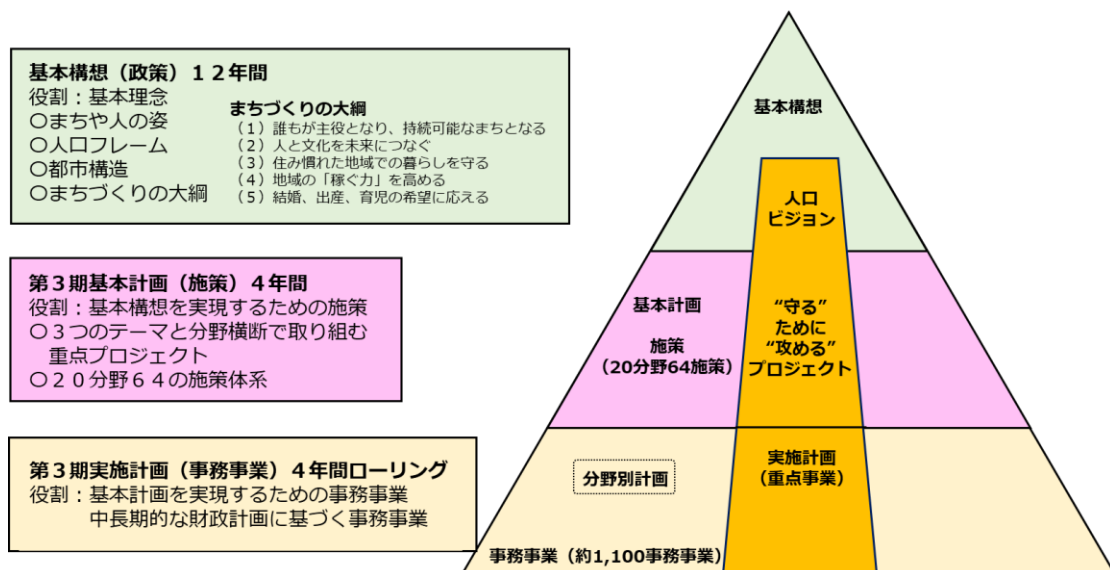 基本構想（政策）１２年間
役割：基本理念
〇まちや人の姿
〇人口フレーム
〇都市構造
〇まちづくりの大綱
まちづくりの大綱
（１）誰もが主役となり、持続可能なまちとなる
（２）人と文化を未来につなぐ
（３）住み慣れた地域での暮らしを守る
（４）地域の「稼ぐ力」を高める
（５）結婚、出産、育児の希望に応える
第３期基本計画（施策）４年間
役割：基本構想を実現するための施策
〇３つのテーマと分野横断で取り組む
重点プロジェクト
〇２０分野６４の施策体系
第３期実施計画（事務事業）４年間ローリング
役割：基本計画を実現するための事務事業
中長期的な財政計画に基づく事務事業
基本構想
人口
ビジョン
基本計画
施策
（20分野64施策）
“守る”
ために
“攻める”
プロジェクト
分野別計画
実施計画
（重点事業）
事務事業（約1,100事務事業）